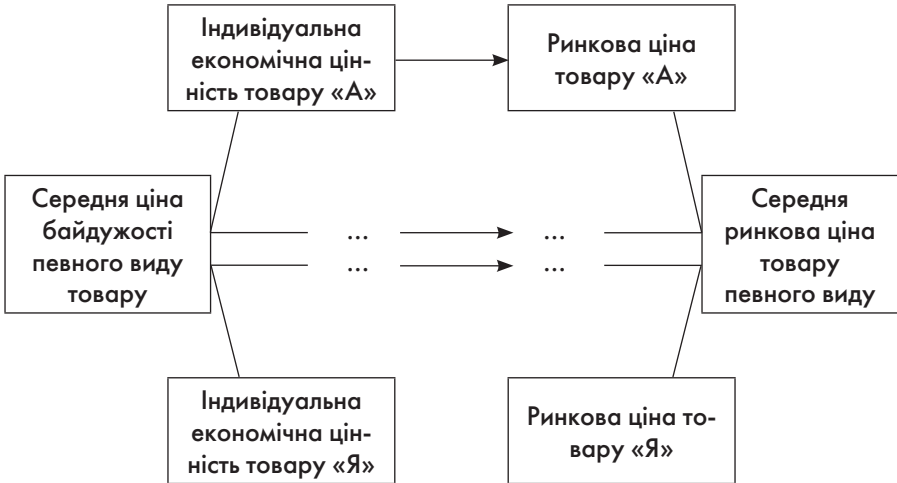 Індивідуальна
економічна цін-
ність товару «А»
Ринкова ціна
товару «А»
Середня ціна
байдужості
певного виду
товару
... ...
... ...
Середня
ринкова ціна
товару
певного виду
Індивідуальна
економічна цін-
ність товару «Я»
Ринкова ціна то-
вару «Я»